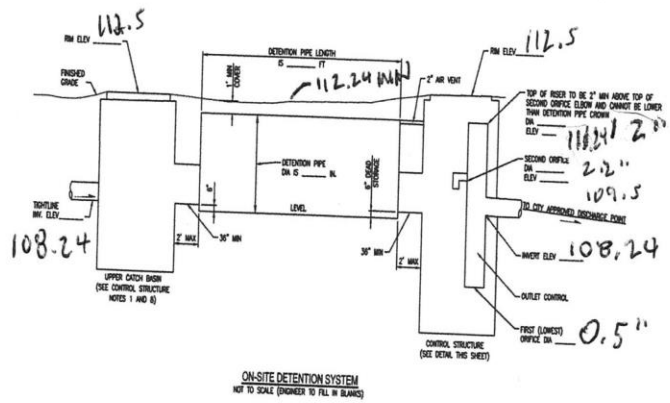 112.5
RIM ELEV
DETENTION PIPE LENGTH
IS ____ FT
RIM ELEV 112.5
FINISHED
GRADE
1' MIN
COVER
112.24 MIN
2" AIR VENT
TOP OF RISER TO BE 2" MIN ABOVE TOP OF
SECOND ORIFICE ELBOW AND CANNOT BE LOWER
THAN DETENTION PIPE CROWN
DIA
ELEV 2"
DETENTION PIPE
DIA IS ____ IN.
6" DEAD
STORAGE
SECOND ORIFICE
DIA 2.2"
ELEV 109.5
6"
TIGHTLINE
INV. ELEV
108.24
LEVEL
TO CITY APPROVED DISCHARGE POINT
2' MAX
36" MIN
36" MIN
2' MAX
INVERT ELEV 108.24
UPPER CATCH BASIN
(SEE CONTROL STRUCTURE
NOTES 1 AND 8)
OUTLET CONTROL
FIRST (LOWEST)
ORIFICE DIA 0.5"
CONTROL STRUCTURE
(SEE DETAIL THIS SHEET)
ON-SITE DETENTION SYSTEM
NOT TO SCALE (ENGINEER TO FILL IN BLANKS)